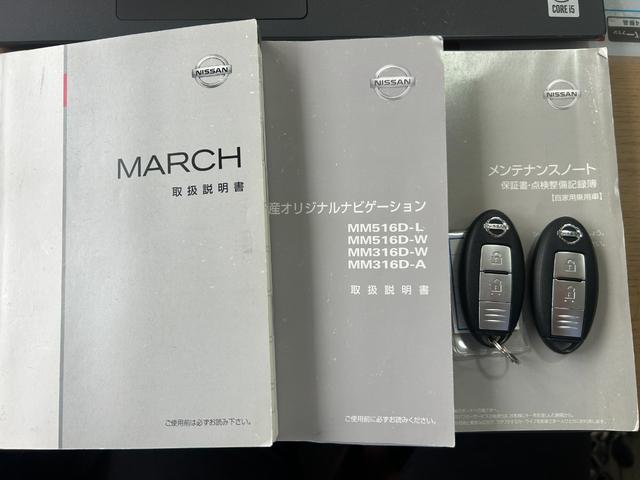 CORE i5
NISSAN
MARCH
取扱説明書
ご使用前は必ずお読み下さい。
NISSAN
産オリジナルナビゲーション
MM516D-L
MM516D-W
MM316D-W
MM316D-A
取扱説明書
ご使用前に必ずお読みください。
NISSAN
メンテナンスノート
保証書・点検整備記録簿
［自家用乗用車］
NISSAN
NISSAN